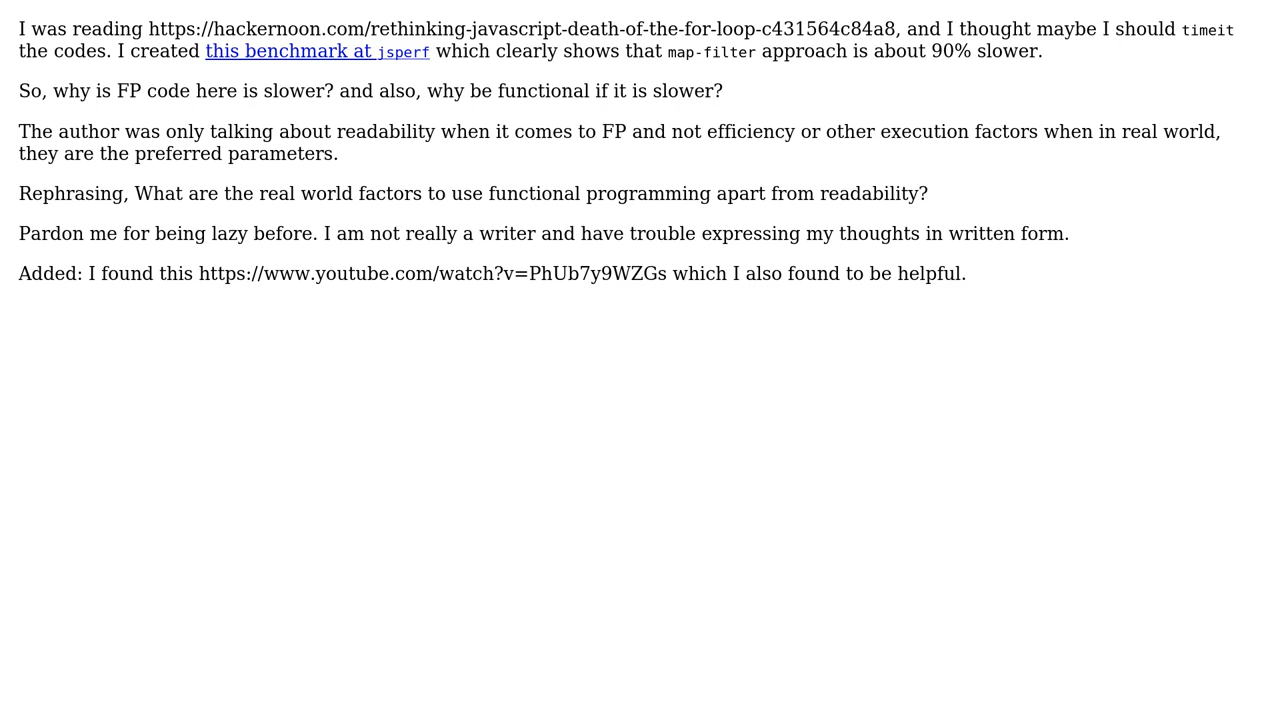 I was reading https://hackernoon.com/rethinking-javascript-death-of-the-for-loop-c431564c84a8, and I thought maybe I should timeit
the codes. I created this benchmark at jsperf which clearly shows that map-filter approach is about 90% slower.
So, why is FP code here is slower? and also, why be functional if it is slower?
The author was only talking about readability when it comes to FP and not efficiency or other execution factors when in real world,
they are the preferred parameters.
Rephrasing, What are the real world factors to use functional programming apart from readability?
Pardon me for being lazy before. I am not really a writer and have trouble expressing my thoughts in written form.
Added: I found this https://www.youtube.com/watch?v=PhUb7y9WZGs which I also found to be helpful.